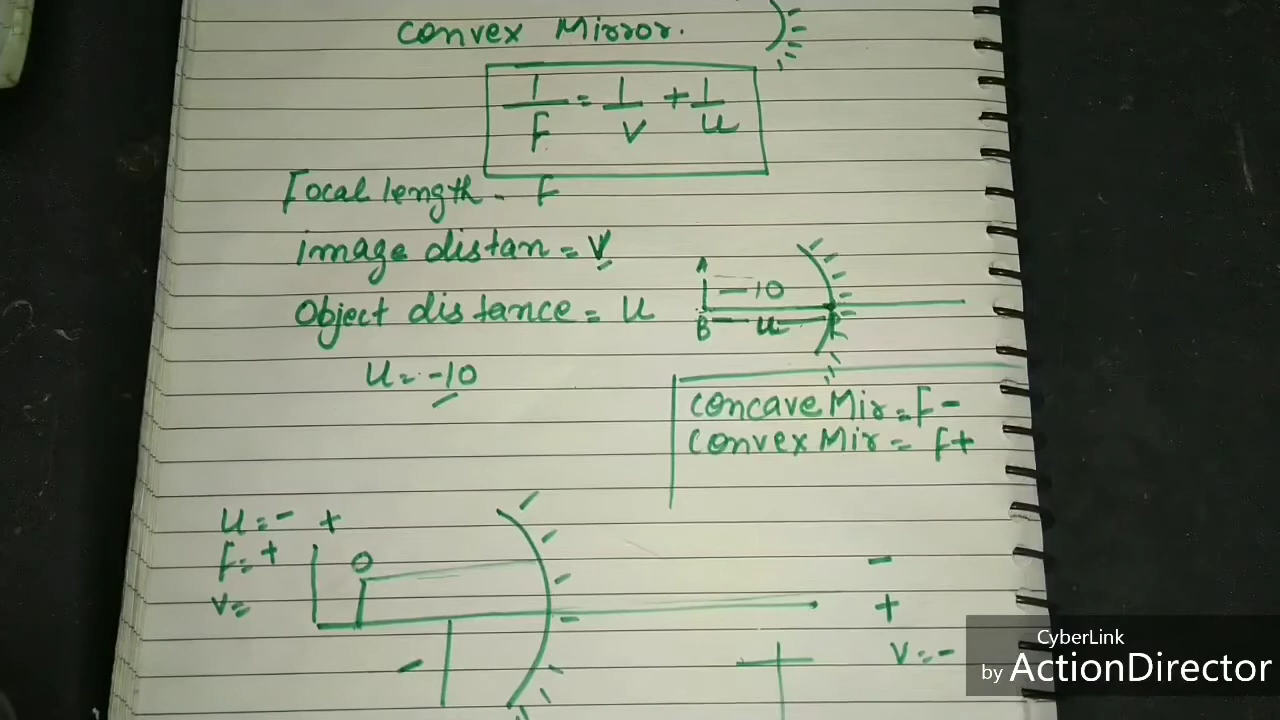 Convex Mirror.
1/F = 1/V + 1/u
Focal length - F
image distan = V
Object distance = u
u = -10
-10
B u P
Concave Mir = F -
Convex Mir = F+
u = - +
F = +
V =
O
-
-
+
V = -
CyberLink
by ActionDirector